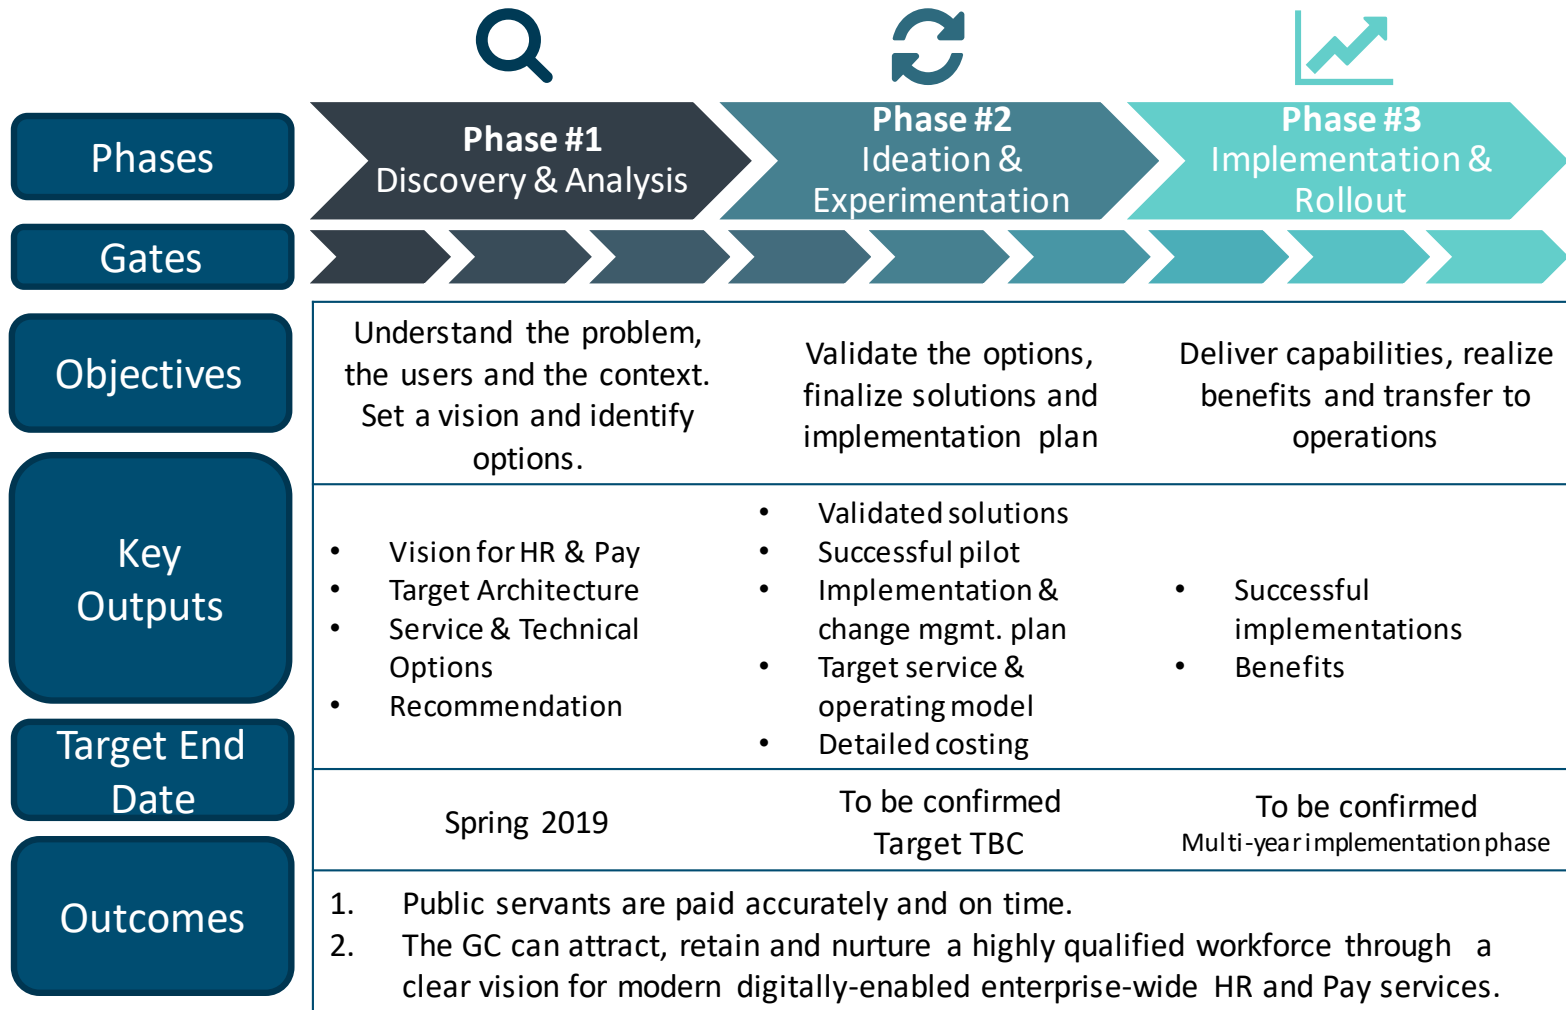 Phases
Phase #1
Discovery & Analysis
Phase #2
Ideation &
Experimentation
Phase #3
Implementation &
Rollout
Gates
Objectives
Understand the problem,
the users and the context.
Set a vision and identify
options.
Validate the options,
finalize solutions and
implementation plan
Deliver capabilities, realize
benefits and transfer to
operations
Key
Outputs
• Vision for HR & Pay
• Target Architecture
• Service & Technical
Options
• Recommendation
• Validated solutions
• Successful pilot
• Implementation &
change mgmt. plan
• Target service &
operating model
• Detailed costing
• Successful
implementations
• Benefits
Target End
Date
Spring 2019
To be confirmed
Target TBC
To be confirmed
Multi-year implementation phase
Outcomes
1. Public servants are paid accurately and on time.
2. The GC can attract, retain and nurture a highly qualified workforce through a
clear vision for modern digitally-enabled enterprise-wide HR and Pay services.